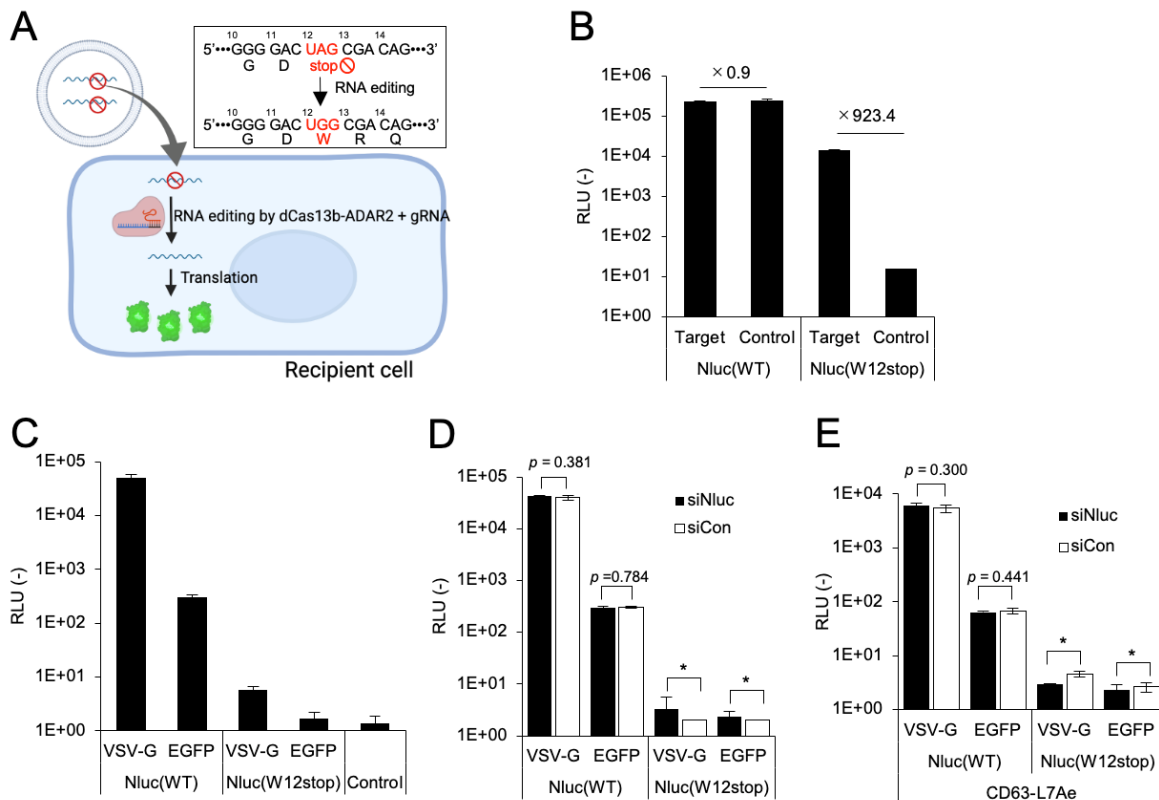 A
10 11 12 13 14
5'•••GGG GAC UAG CGA CAG•••3'
G D stop
RNA editing
10 11 12 13 14
5'•••GGG GAC UGG CGA CAG•••3'
G D W R Q
RNA editing by dCas13b-ADAR2 + gRNA
Translation
Recipient cell
B
RLU (-)
1E+06
1E+05
1E+04
1E+03
1E+02
1E+01
1E+00
× 0.9
× 923.4
Target Control Target Control
Nluc(WT) Nluc(W12stop)
C
RLU (-)
1E+05
1E+04
1E+03
1E+02
1E+01
1E+00
VSV-G EGFP VSV-G EGFP
Nluc(WT) Nluc(W12stop) Control
D
RLU (-)
1E+05
1E+04
1E+03
1E+02
1E+01
1E+00
p = 0.381
p =0.784
* *
siNluc
siCon
VSV-G EGFP VSV-G EGFP
Nluc(WT) Nluc(W12stop)
E
RLU (-)
1E+04
1E+03
1E+02
1E+01
1E+00
p = 0.300
p = 0.441
* *
siNluc
siCon
VSV-G EGFP VSV-G EGFP
Nluc(WT) Nluc(W12stop)
CD63-L7Ae